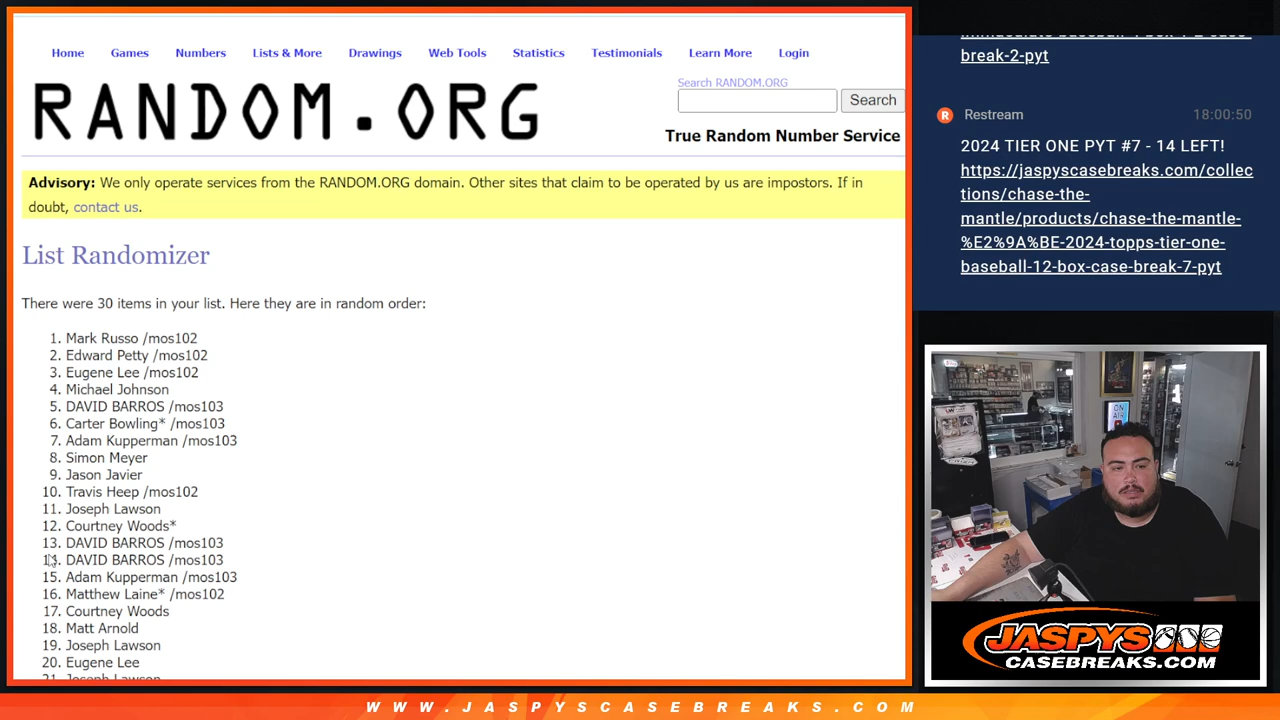 Home Games Numbers Lists & More Drawings Web Tools Statistics Testimonials Learn More Login
RANDOM.ORG
Search RANDOM.ORG
Search
True Random Number Service
Advisory: We only operate services from the RANDOM.ORG domain. Other sites that claim to be operated by us are impostors. If in
doubt, contact us.
List Randomizer
There were 30 items in your list. Here they are in random order:
1. Mark Russo /mos102
2. Edward Petty /mos102
3. Eugene Lee /mos102
4. Michael Johnson
5. DAVID BARROS /mos103
6. Carter Bowling* /mos103
7. Adam Kupperman /mos103
8. Simon Meyer
9. Jason Javier
10. Travis Heep /mos102
11. Joseph Lawson
12. Courtney Woods*
13. DAVID BARROS /mos103
14. DAVID BARROS /mos103
15. Adam Kupperman /mos103
16. Matthew Laine* /mos102
17. Courtney Woods
18. Matt Arnold
19. Joseph Lawson
20. Eugene Lee
21. Joseph Lawson
break-2-pyt
R Restream 18:00:50
2024 TIER ONE PYT #7 - 14 LEFT!
https://jaspyscasebreaks.com/collec
tions/chase-the-
mantle/products/chase-the-mantle-
%E2%9A%BE-2024-topps-tier-one-
baseball-12-box-case-break-7-pyt
ON
AIR
JASPYS
CASEBREAKS.COM
WWW.JASPYSCASEBREAKS.COM